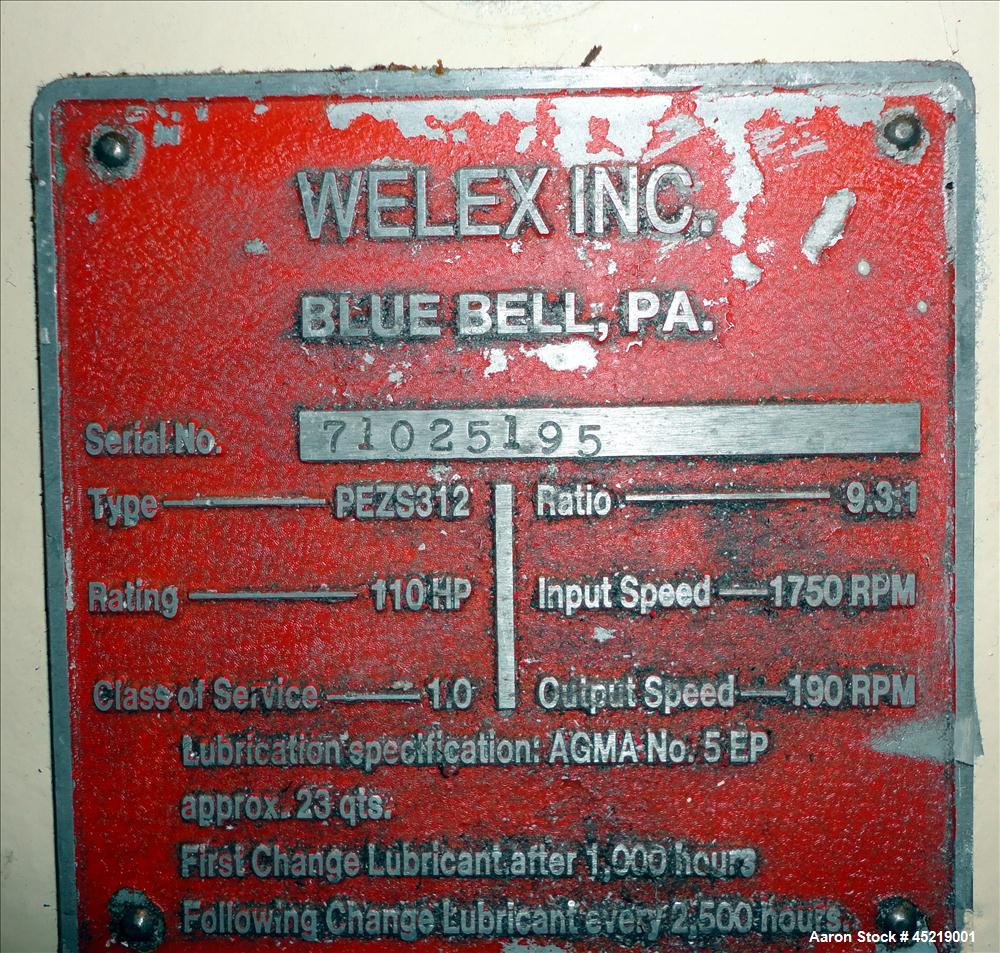 WELEX INC.
BLUE BELL, PA.
Serial No. 71025195
Type PEZS312 Ratio 9.3:1
Rating 110 HP Input Speed 1750 RPM
Class of Service 1.0 Output Speed 190 RPM
Lubrication specification: AGMA No. 5 EP
approx. 23 qts.
First Change Lubricant after 1,000 hours
Following Change Lubricant every 2,500 hours.
Aaron Stock # 45219001